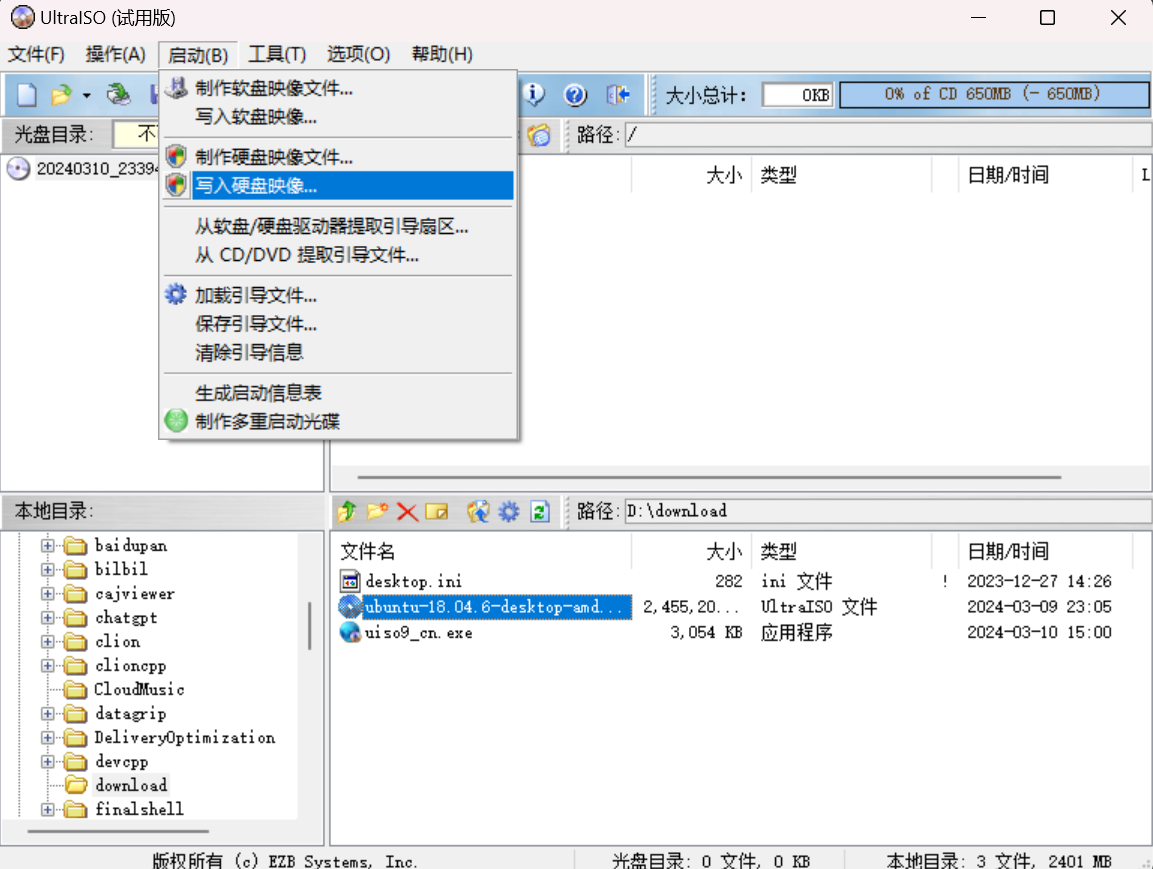 UltraISO (试用版)
文件(F) 操作(A) 启动(B) 工具(T) 选项(O) 帮助(H)
大小总计: 0KB 0% of CD 650MB (- 650MB)
光盘目录: 不 路径: /
20240310_2339
大小 类型 日期/时间 L
制作软盘映像文件...
写入软盘映像...
制作硬盘映像文件...
写入硬盘映像...
从软盘/硬盘驱动器提取引导扇区...
从 CD/DVD 提取引导文件...
加载引导文件...
保存引导文件...
清除引导信息
生成启动信息表
制作多重启动光碟
本地目录: 路径: D:\download
baidupan
bilbil
cajviewer
chatgpt
clion
clioncpp
CloudMusic
datagrip
DeliveryOptimization
devcpp
download
finalshell
文件名 大小 类型 日期/时间
desktop.ini 282 ini 文件 ! 2023-12-27 14:26
ubuntu-18.04.6-desktop-amd... 2,455,20... UltraISO 文件 2024-03-09 23:05
uiso9_cn.exe 3,054 KB 应用程序 2024-03-10 15:00
版权所有 (c) EZB Systems, Inc. 光盘目录: 0 文件, 0 KB 本地目录: 3 文件, 2401 MB